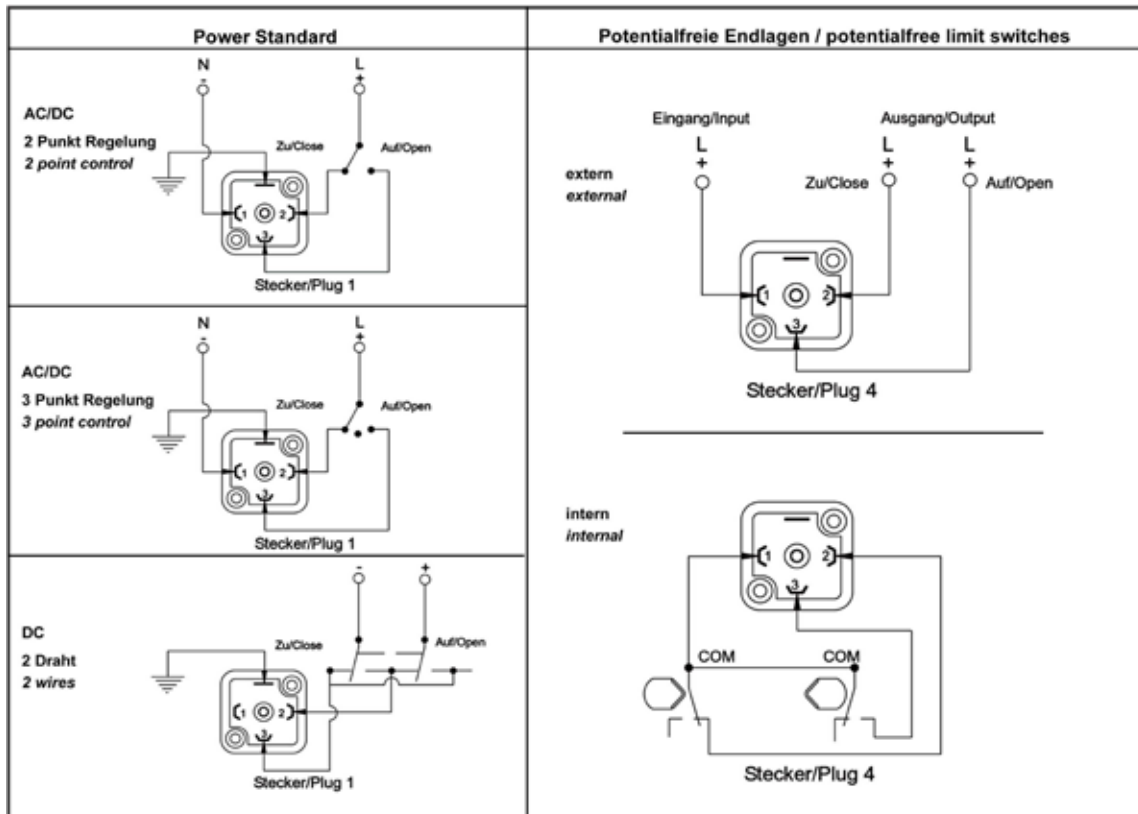 Power Standard
AC/DC
2 Punkt Regelung
2 point control
N
-
L
+
Zu/Close
Auf/Open
1
2
3
Stecker/Plug 1
AC/DC
3 Punkt Regelung
3 point control
N
-
L
+
Zu/Close
Auf/Open
1
2
3
Stecker/Plug 1
DC
2 Draht
2 wires
-
+
Zu/Close
Auf/Open
1
2
3
Stecker/Plug 1
Potentialfreie Endlagen / potentialfree limit switches
extern
external
Eingang/Input
Ausgang/Output
L
+
L
+
L
+
Zu/Close
Auf/Open
1
2
3
Stecker/Plug 4
intern
internal
1
2
3
COM
COM
Stecker/Plug 4